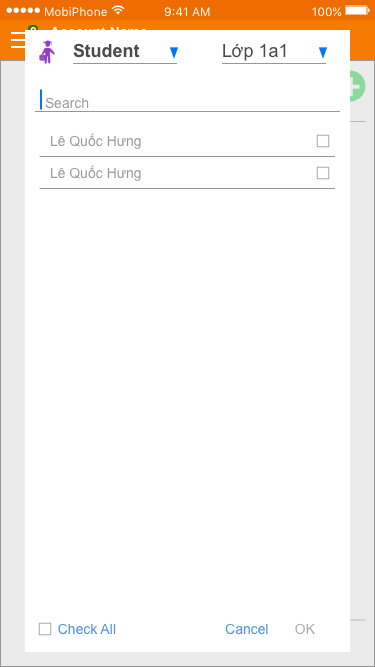 MobiPhone 9:41 AM 100%
Account Name
Student Lớp 1a1
Search
Lê Quốc Hưng
Lê Quốc Hưng
Check All Cancel OK